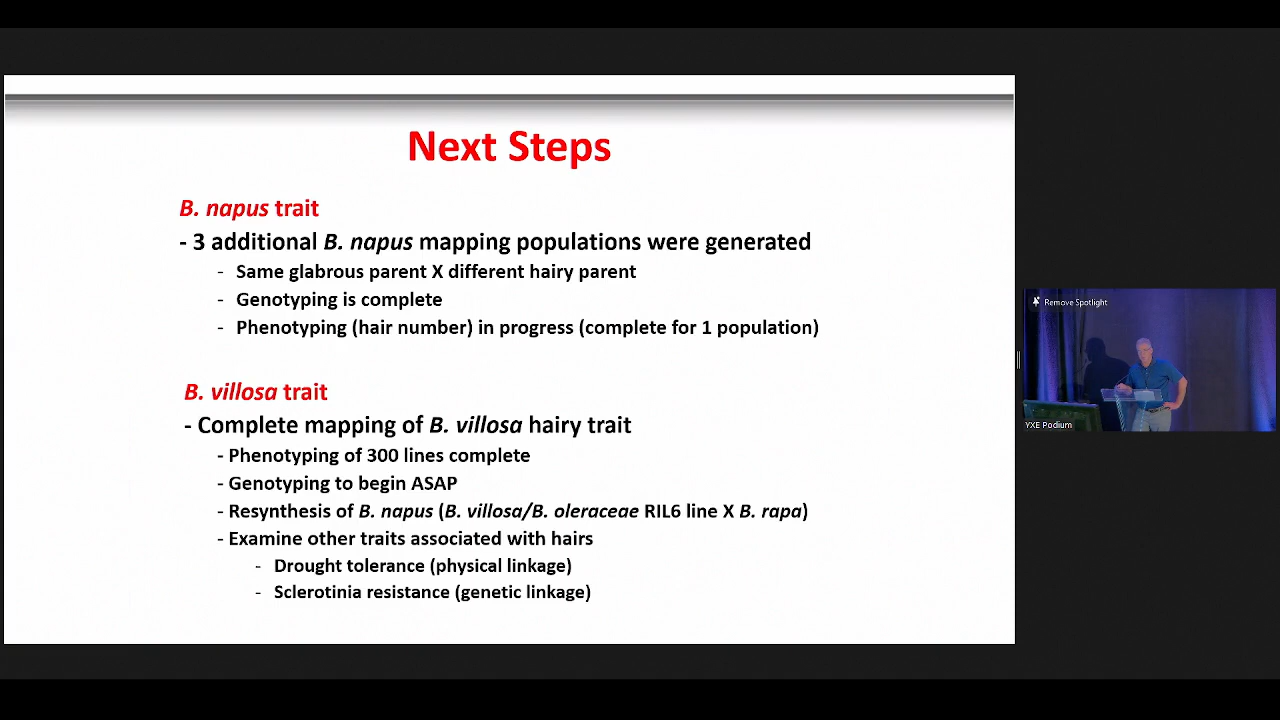 Next Steps
B. napus trait
- 3 additional B. napus mapping populations were generated
- Same glabrous parent X different hairy parent
- Genotyping is complete
- Phenotyping (hair number) in progress (complete for 1 population)
B. villosa trait
- Complete mapping of B. villosa hairy trait
- Phenotyping of 300 lines complete
- Genotyping to begin ASAP
- Resynthesis of B. napus (B. villosa/B. oleraceae RIL6 line X B. rapa)
- Examine other traits associated with hairs
- Drought tolerance (physical linkage)
- Sclerotinia resistance (genetic linkage)
Remove Spotlight
YXE Podium